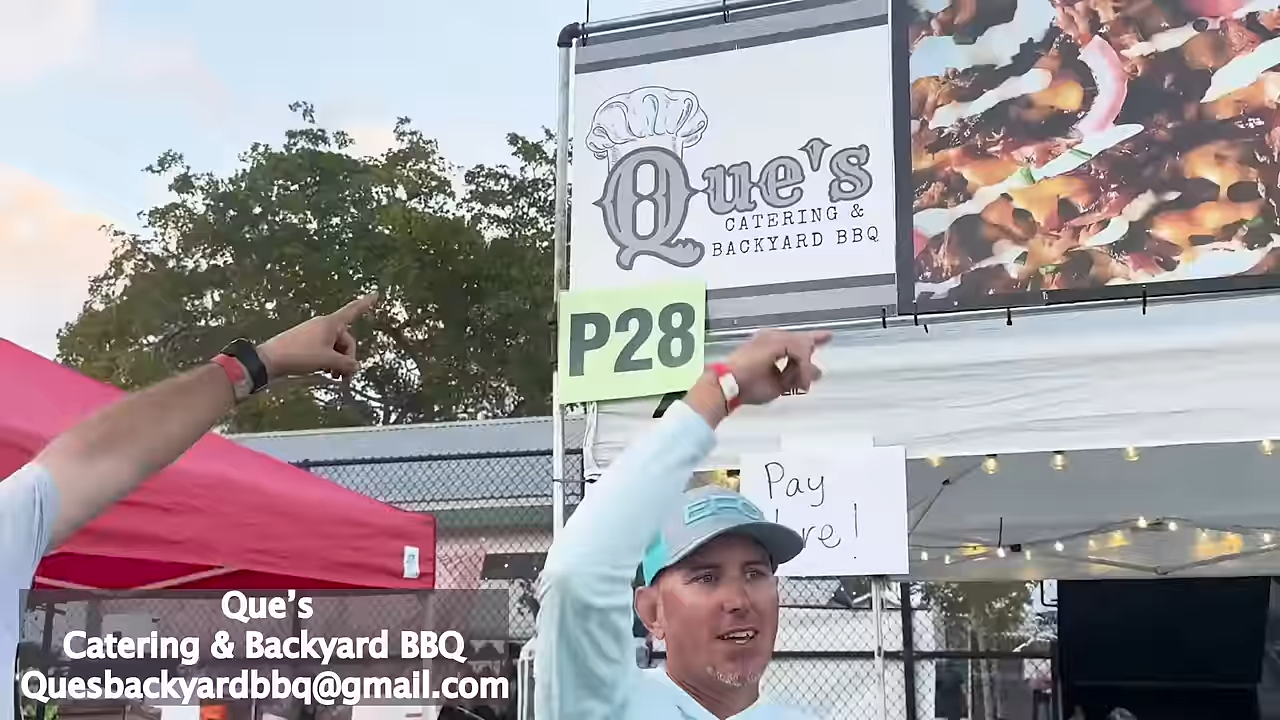 Que's
CATERING &
BACKYARD BBQ
P28
Pay
Que's
Catering & Backyard BBQ
Quesbackyardbbq@gmail.com